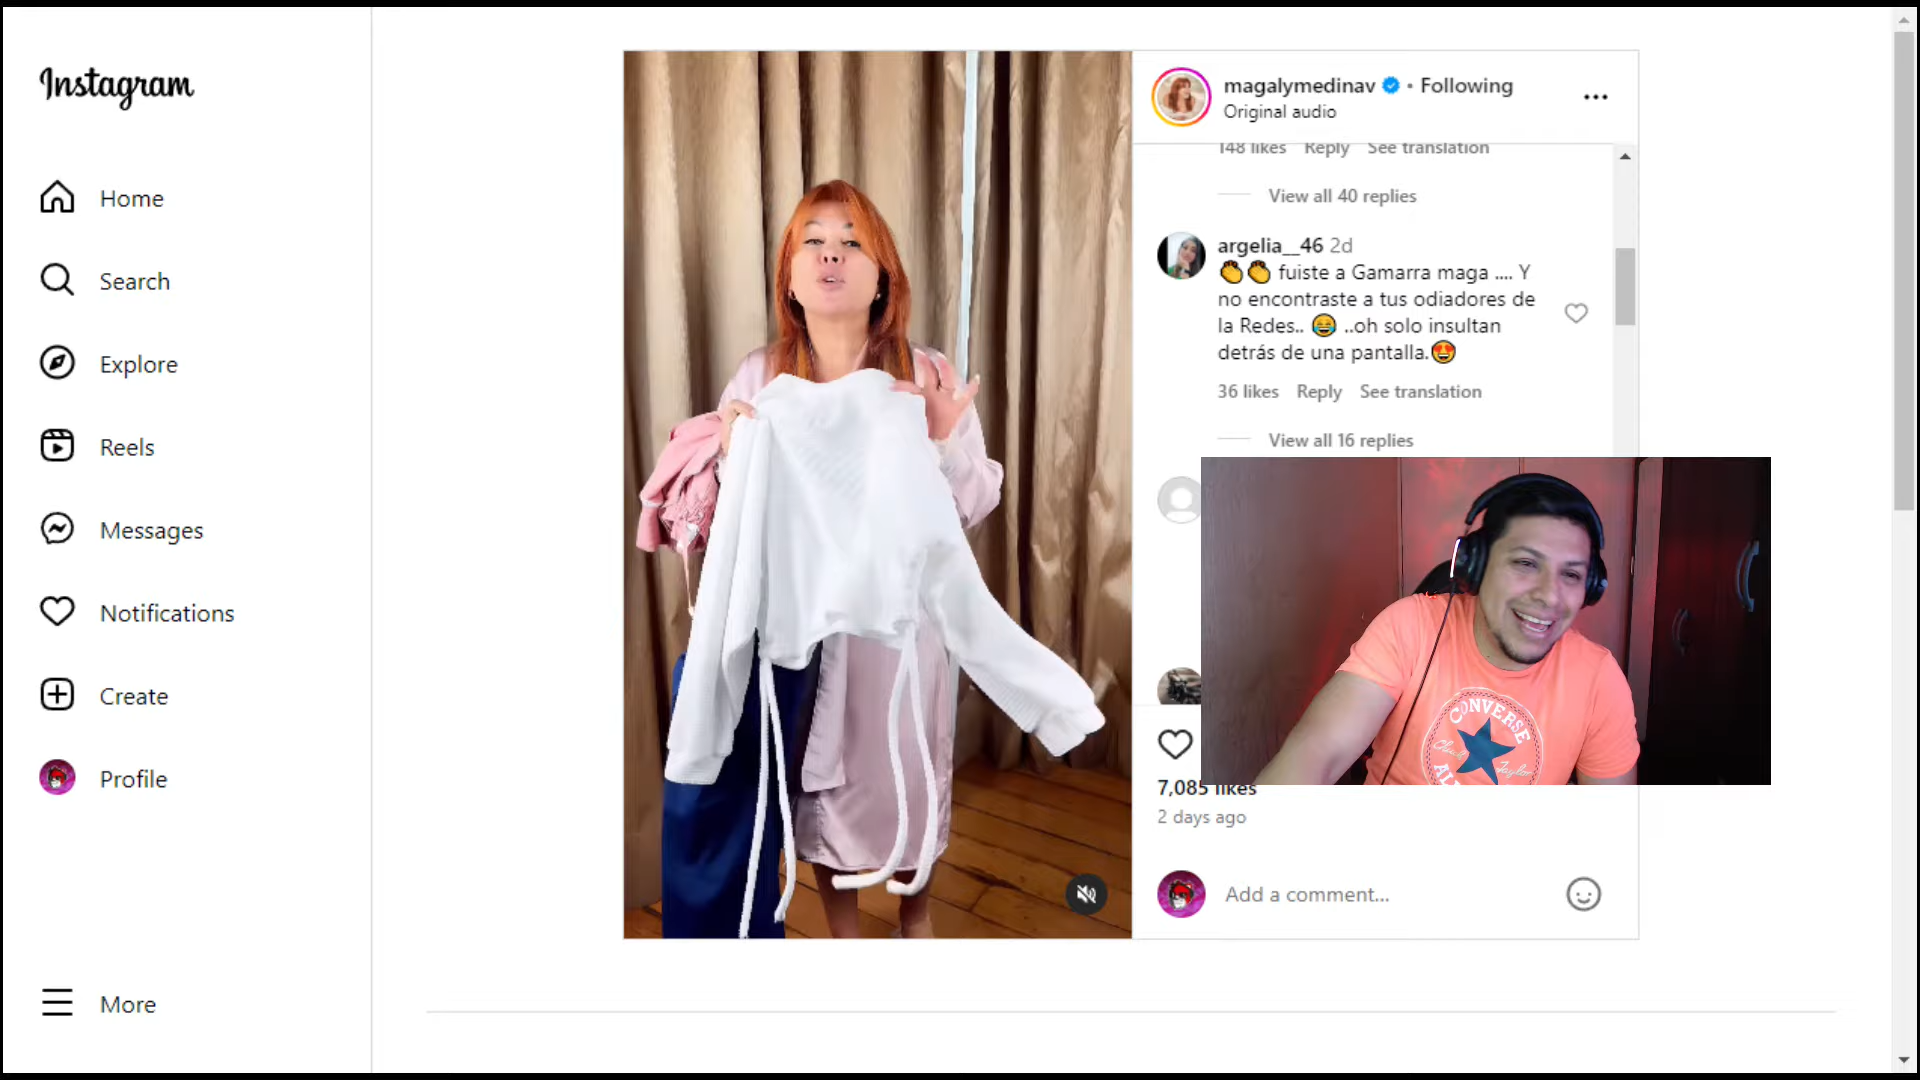 Instagram
Home
Search
Explore
Reels
Messages
Notifications
Create
Profile
More
magalymedinav • Following
Original audio
148 likes Reply See translation
View all 40 replies
argelia__46 2d
👏👏 fuiste a Gamarra maga .... Y
no encontraste a tus odiadores de
la Redes.. 😂 ..oh solo insultan
detrás de una pantalla.😍
36 likes Reply See translation
View all 16 replies
CONVERSE
Chuck Taylor
AL
7,085 likes
2 days ago
Add a comment...